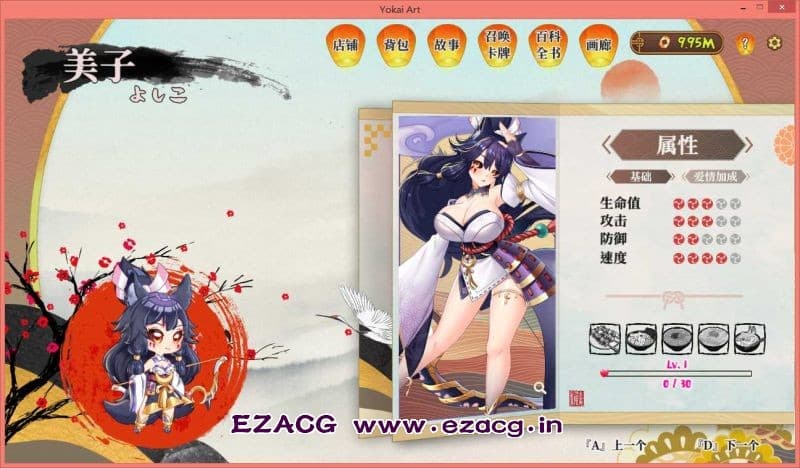 Yokai Art
美子
よしこ
店铺
背包
故事
召唤
卡牌
百科
全书
画廊
9.95M
?
属性
基础
爱情加成
生命值
攻击
防御
速度
Lv. 1
0 / 30
EZACG www.ezacg.in
『A』上一个
『D』下一个